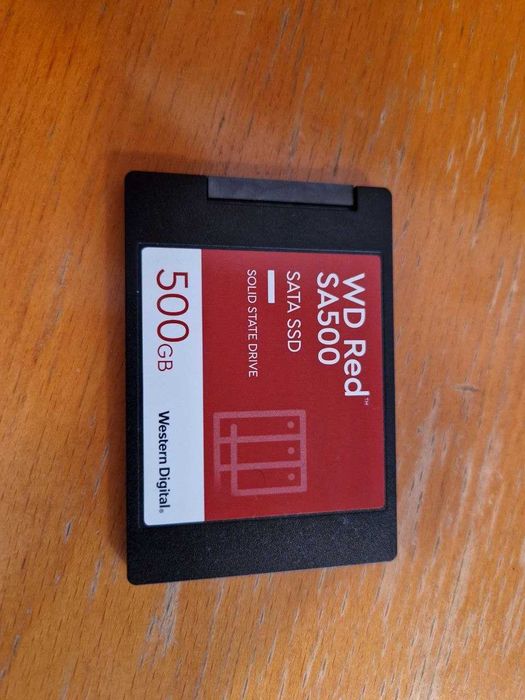 WD Red™
SA500
SATA SSD
SOLID STATE DRIVE
500GB
Western Digital®